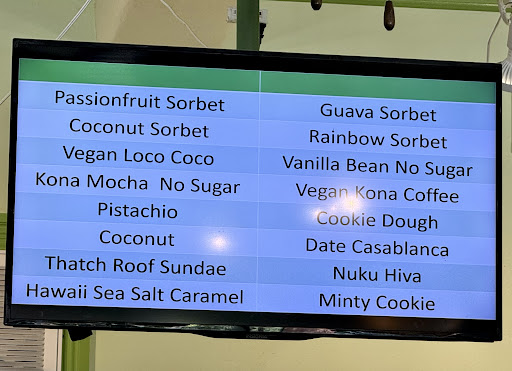 Passionfruit Sorbet
Coconut Sorbet
Vegan Loco Coco
Kona Mocha No Sugar
Pistachio
Coconut
Thatch Roof Sundae
Hawaii Sea Salt Caramel
Guava Sorbet
Rainbow Sorbet
Vanilla Bean No Sugar
Vegan Kona Coffee
Cookie Dough
Date Casablanca
Nuku Hiva
Minty Cookie